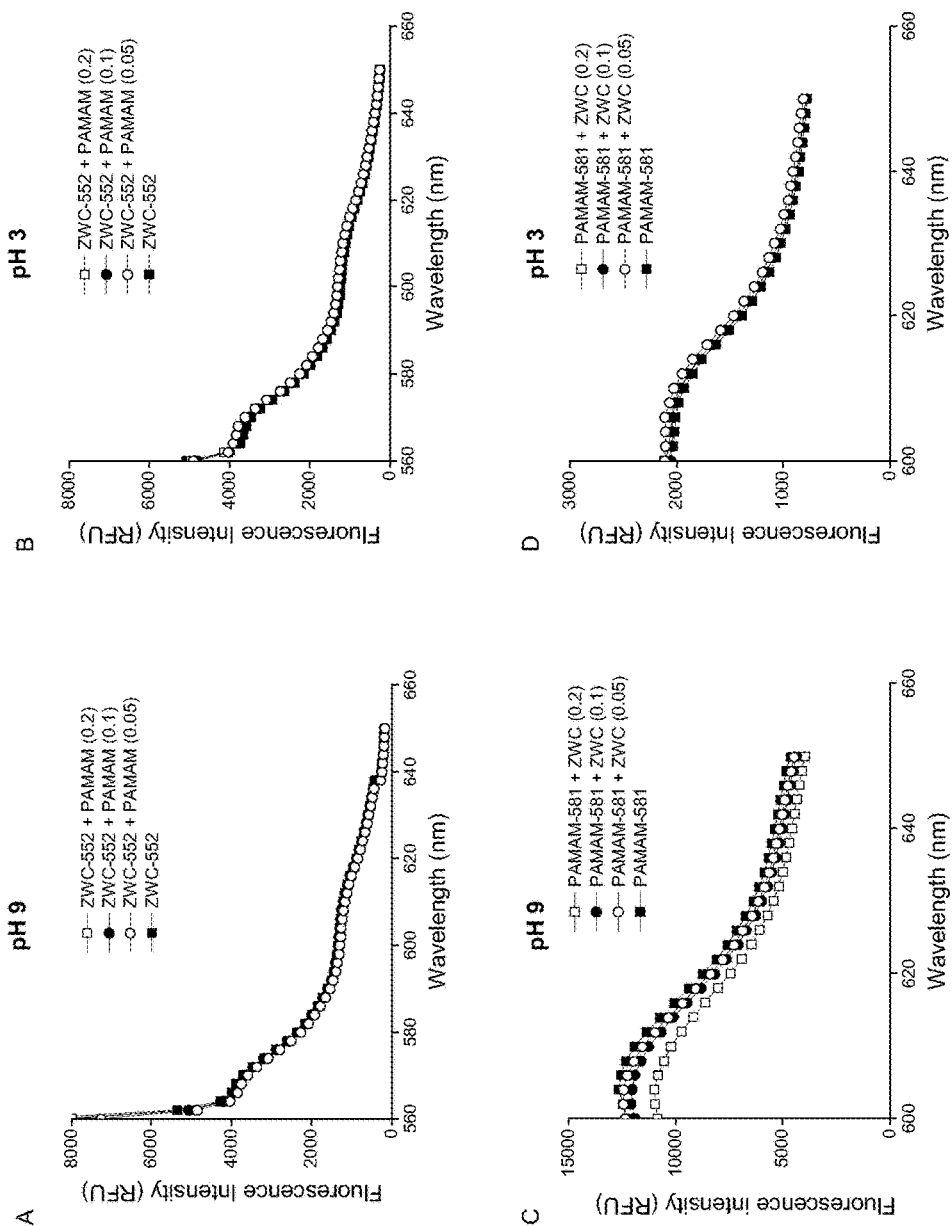 A
pH 9
ZWC-552 + PAMAM (0.2)
ZWC-552 + PAMAM (0.1)
ZWC-552 + PAMAM (0.05)
ZWC-552
Fluorescence Intensity (RFU)
8000
6000
4000
2000
0
560
580
600
620
640
660
Wavelength (nm)
B
pH 3
ZWC-552 + PAMAM (0.2)
ZWC-552 + PAMAM (0.1)
ZWC-552 + PAMAM (0.05)
ZWC-552
Fluorescence Intensity (RFU)
8000
6000
4000
2000
0
560
580
600
620
640
660
Wavelength (nm)
C
pH 9
PAMAM-581 + ZWC (0.2)
PAMAM-581 + ZWC (0.1)
PAMAM-581 + ZWC (0.05)
PAMAM-581
Fluorescence intensity (RFU)
15000
10000
5000
0
600
620
640
660
Wavelength (nm)
D
pH 3
PAMAM-581 + ZWC (0.2)
PAMAM-581 + ZWC (0.1)
PAMAM-581 + ZWC (0.05)
PAMAM-581
Fluorescence Intensity (RFU)
3000
2000
1000
0
600
620
640
660
Wavelength (nm)